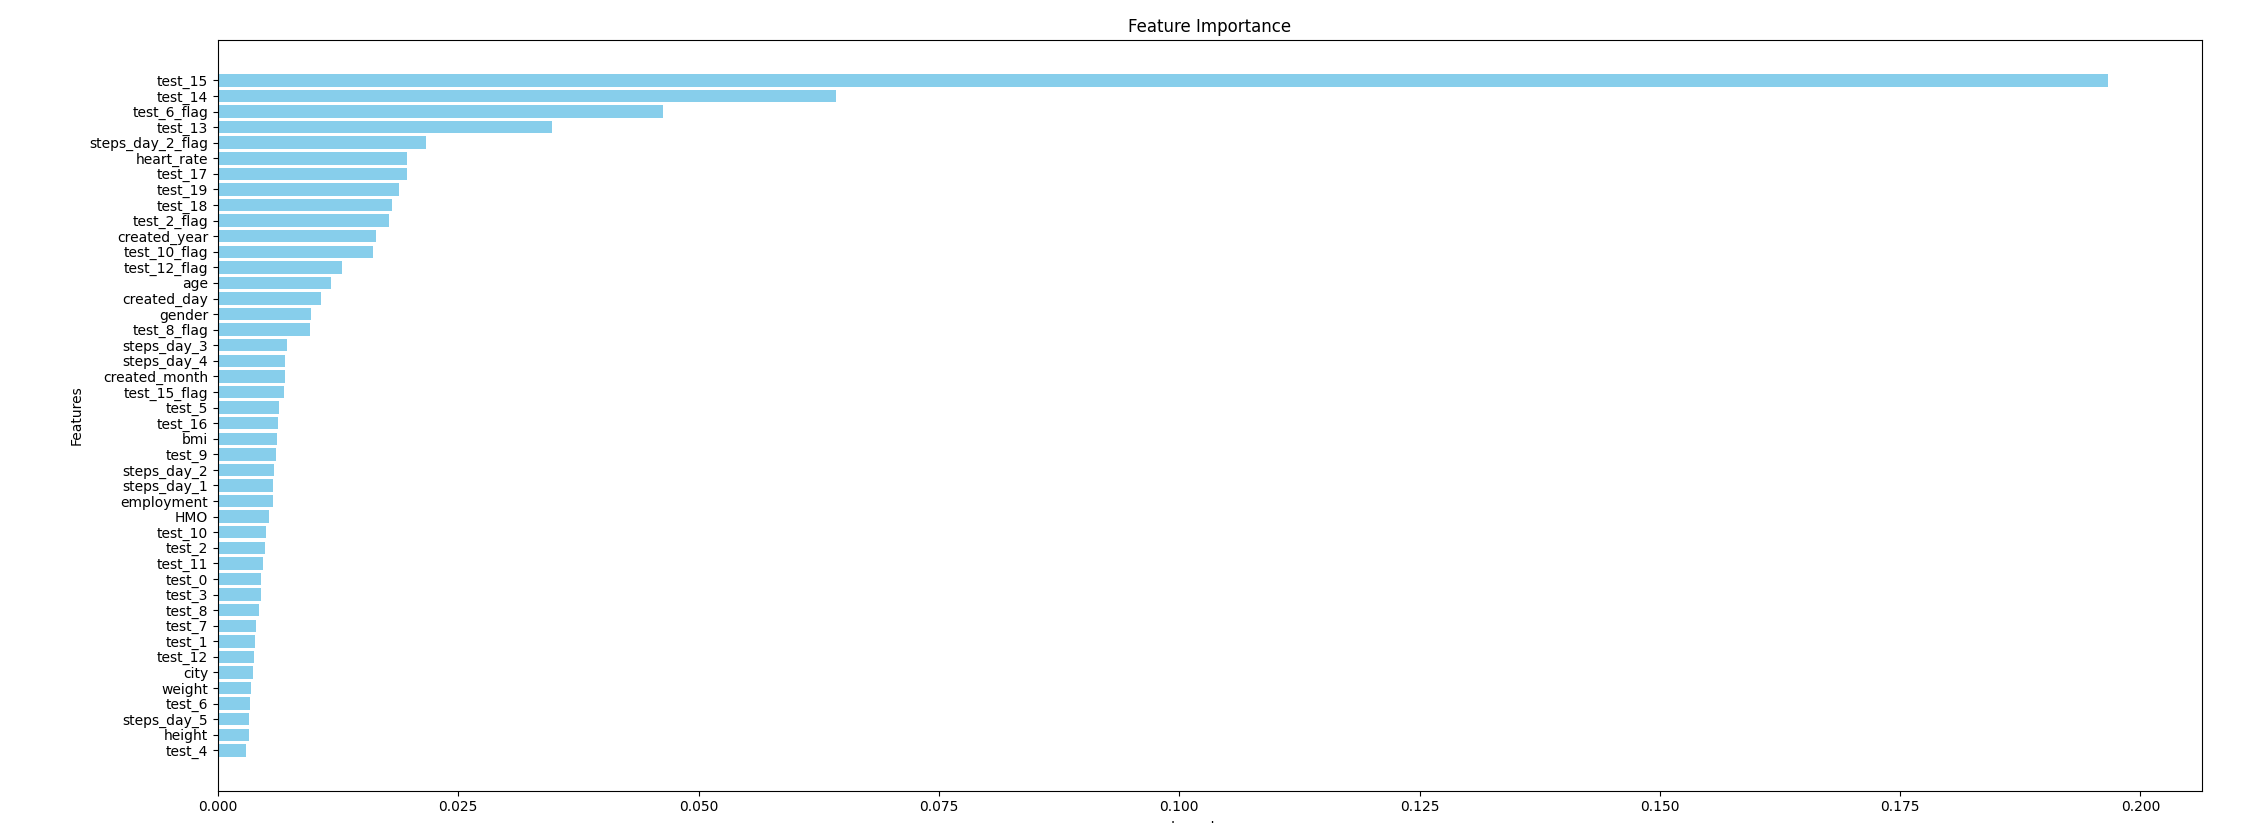 Feature Importance
test_15
test_14
test_6_flag
test_13
steps_day_2_flag
heart_rate
test_17
test_19
test_18
test_2_flag
created_year
test_10_flag
test_12_flag
age
created_day
gender
test_8_flag
steps_day_3
steps_day_4
created_month
test_15_flag
test_5
test_16
bmi
test_9
steps_day_2
steps_day_1
employment
HMO
test_10
test_2
test_11
test_0
test_3
test_8
test_7
test_1
test_12
city
weight
test_6
steps_day_5
height
test_4
Features
0.000 0.025 0.050 0.075 0.100 0.125 0.150 0.175 0.200